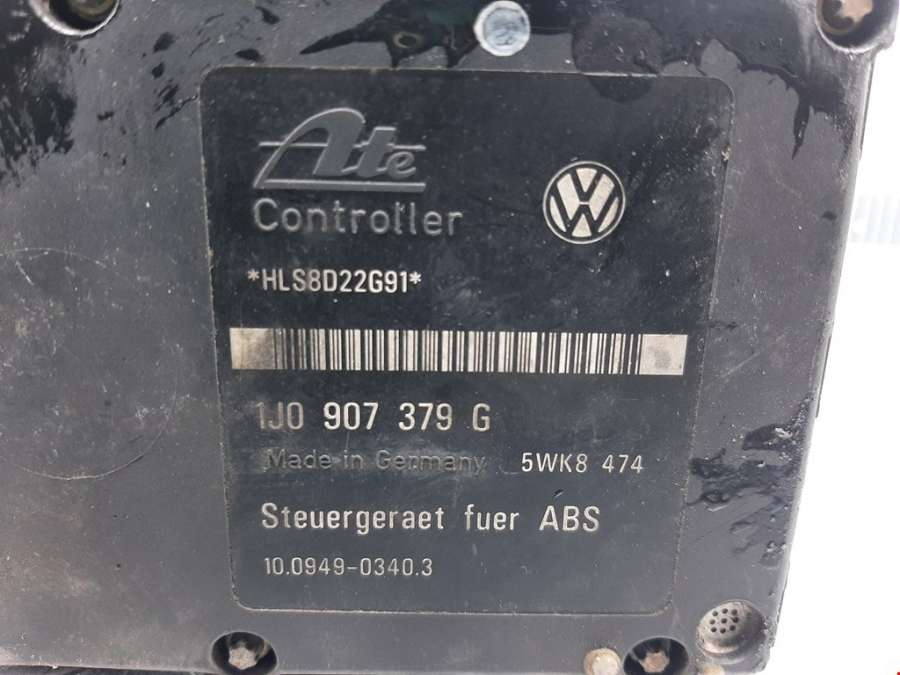 Ate
Controller
*HLS8D22G91*
1J0 907 379 G
Made in Germany 5WK8 474
Steuergeraet fuer ABS
10.0949-0340.3